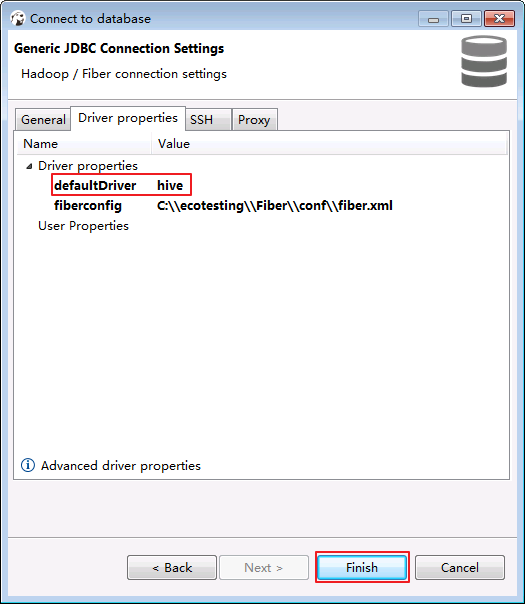 Connect to database
Generic JDBC Connection Settings
Hadoop / Fiber connection settings
General Driver properties SSH Proxy
Name Value
Driver properties
defaultDriver hive
fiberconfig C:\\ecotesting\\Fiber\\conf\\fiber.xml
User Properties
Advanced driver properties
< Back Next > Finish Cancel